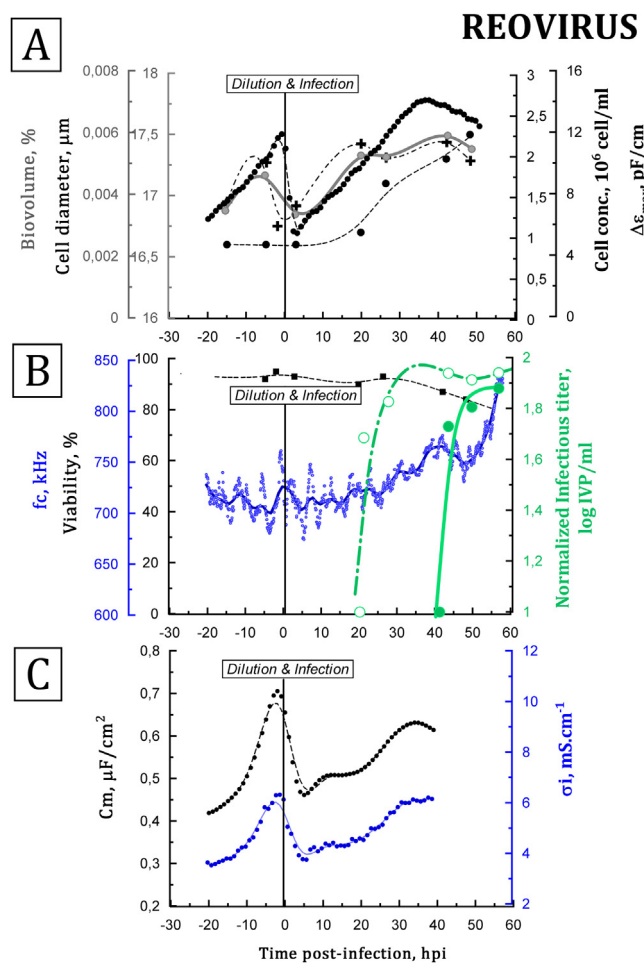 REOVIRUS
A
0,008
18
3
16
Dilution & Infection
0,006
17,5
2,5
12
2
0,004
17
1,5
8
0,002
16,5
1
4
0,5
0
16
0
0
-30 -20 -10 0 10 20 30 40 50 60
Biovolume, %
Cell diameter, µm
Cell conc., 10⁶ cell/ml
pF/cm
B
850
100
2
Dilution & Infection
800
80
1,8
750
60
1,6
700
40
1,4
650
20
1,2
600
0
1
-30 -20 -10 0 10 20 30 40 50 60
fc, kHz
Viability, %
Normalized Infectious titer,
log IVP/ml
C
0,8
12
Dilution & Infection
0,7
10
0,6
8
0,5
6
0,4
4
0,3
0,2
2
-30 -20 -10 0 10 20 30 40 50 60
Cm, µF/cm²
σi, mS.cm⁻¹
Time post-infection, hpi